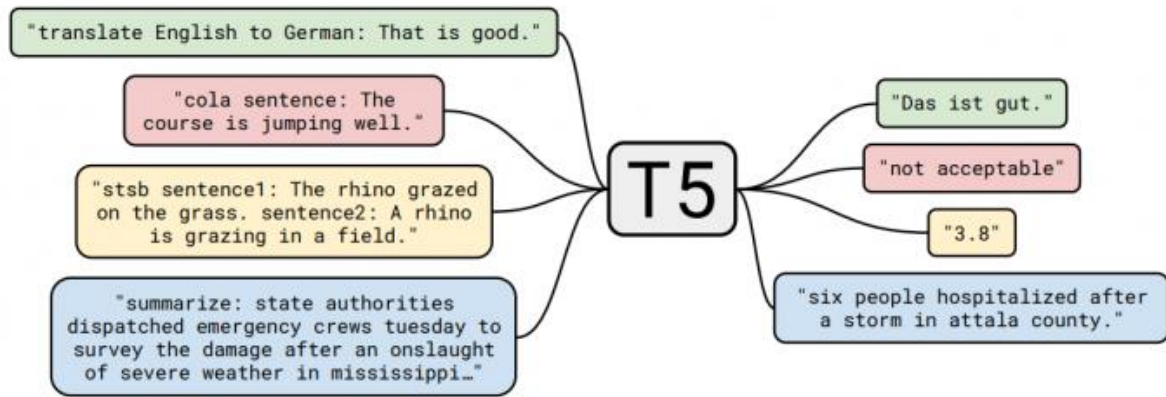 "translate English to German: That is good."
"cola sentence: The
course is jumping well."
"stsb sentence1: The rhino grazed
on the grass. sentence2: A rhino
is grazing in a field."
"summarize: state authorities
dispatched emergency crews tuesday to
survey the damage after an onslaught
of severe weather in mississippi…"
T5
"Das ist gut."
"not acceptable"
"3.8"
"six people hospitalized after
a storm in attala county."